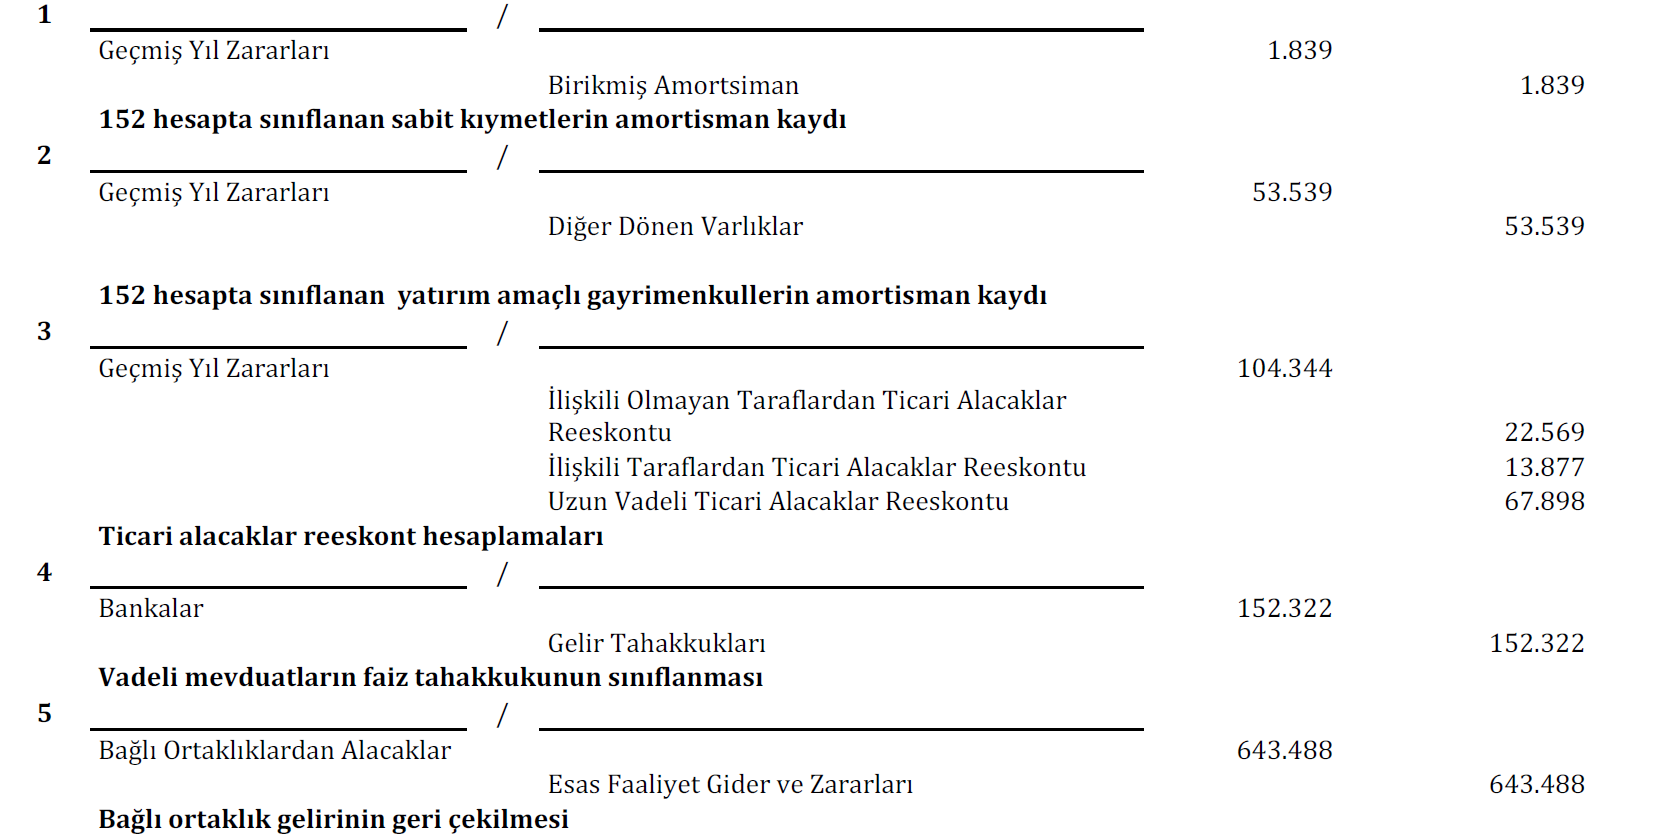 1 /
Geçmiş Yıl Zararları 1.839
Birikmiş Amortsiman 1.839
152 hesapta sınıflanan sabit kıymetlerin amortisman kaydı
2 /
Geçmiş Yıl Zararları 53.539
Diğer Dönen Varlıklar 53.539
152 hesapta sınıflanan yatırım amaçlı gayrimenkullerin amortisman kaydı
3 /
Geçmiş Yıl Zararları 104.344
İlişkili Olmayan Taraflardan Ticari Alacaklar
Reeskontu 22.569
İlişkili Taraflardan Ticari Alacaklar Reeskontu 13.877
Uzun Vadeli Ticari Alacaklar Reeskontu 67.898
Ticari alacaklar reeskont hesaplamaları
4 /
Bankalar 152.322
Gelir Tahakkukları 152.322
Vadeli mevduatların faiz tahakkukunun sınıflanması
5 /
Bağlı Ortaklıklardan Alacaklar 643.488
Esas Faaliyet Gider ve Zararları 643.488
Bağlı ortaklık gelirinin geri çekilmesi